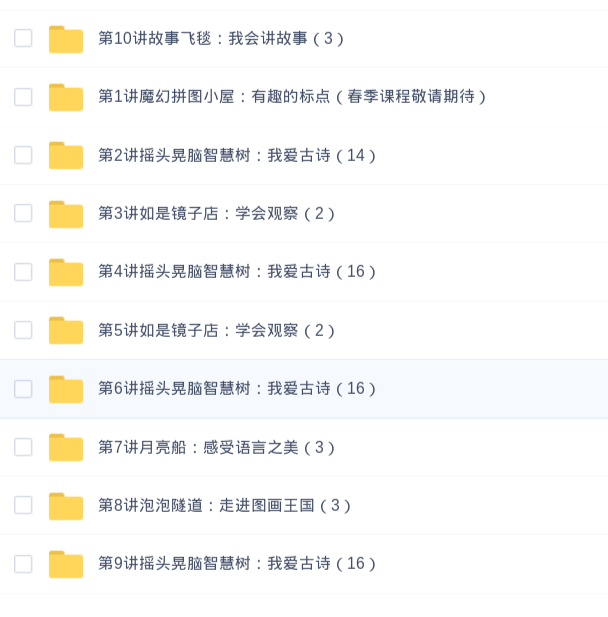 第10讲故事飞毯：我会讲故事（3）
第1讲魔幻拼图小屋：有趣的标点（春季课程敬请期待）
第2讲摇头晃脑智慧树：我爱古诗（14）
第3讲如是镜子店：学会观察（2）
第4讲摇头晃脑智慧树：我爱古诗（16）
第5讲如是镜子店：学会观察（2）
第6讲摇头晃脑智慧树：我爱古诗（16）
第7讲月亮船：感受语言之美（3）
第8讲泡泡隧道：走进图画王国（3）
第9讲摇头晃脑智慧树：我爱古诗（16）